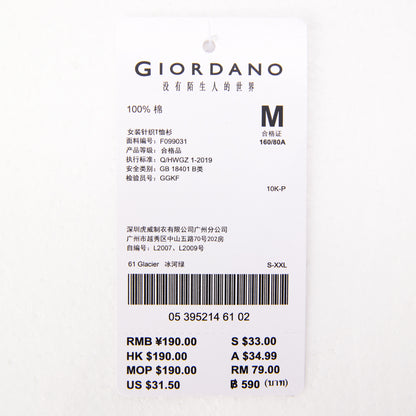 GIORDANO
没有陌生人的世界
100% 棉
M
合格证
160/80A
女装针织T恤衫
面料编号：F099031
产品等级：合格品
执行标准：Q/HWGZ 1-2019
安全类别：GB 18401 B类
检验员号：GGKF
10K-P
深圳虎威制衣有限公司广州分公司
广州市越秀区中山五路70号202房
自编号：L2007、L2009号
61 Glacier 冰河绿 S-XXL
05 395214 61 02
RMB ¥190.00 S $33.00
HK $190.00 A $34.99
MOP $190.00 RM 79.00
US $31.50 ฿ 590 (บาท)